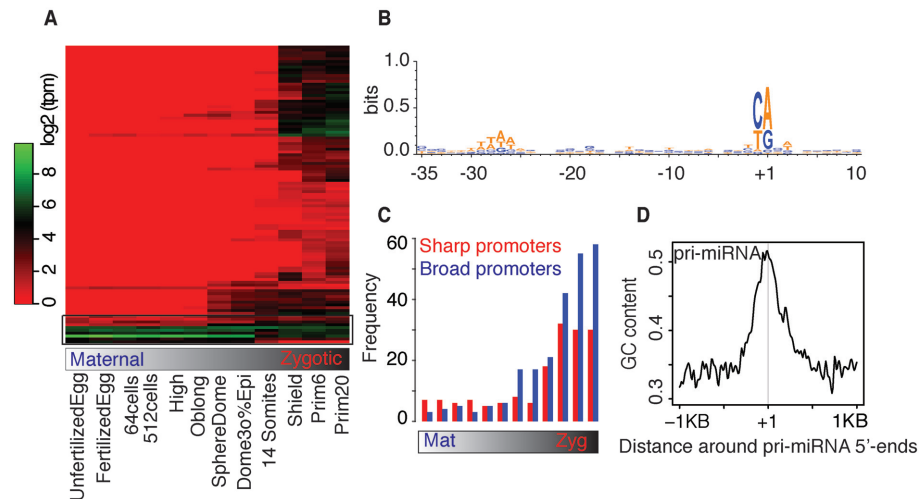 A
log2 (tpm)
8
6
4
2
0
Maternal Zygotic
UnfertilizedEgg
FertilizedEgg
64cells
512cells
High
Oblong
SphereDome
Dome3o%Epi
14 Somites
Shield
Prim6
Prim20
B
bits
1.0
0.5
0.0
CA
TG
-35 -30 -20 -10 +1 10
C
Sharp promoters
Broad promoters
Frequency
60
40
20
0
Mat Zyg
D
pri-miRNA
GC content
0.5
0.4
0.3
−1KB +1 1KB
Distance around pri-miRNA 5'-ends